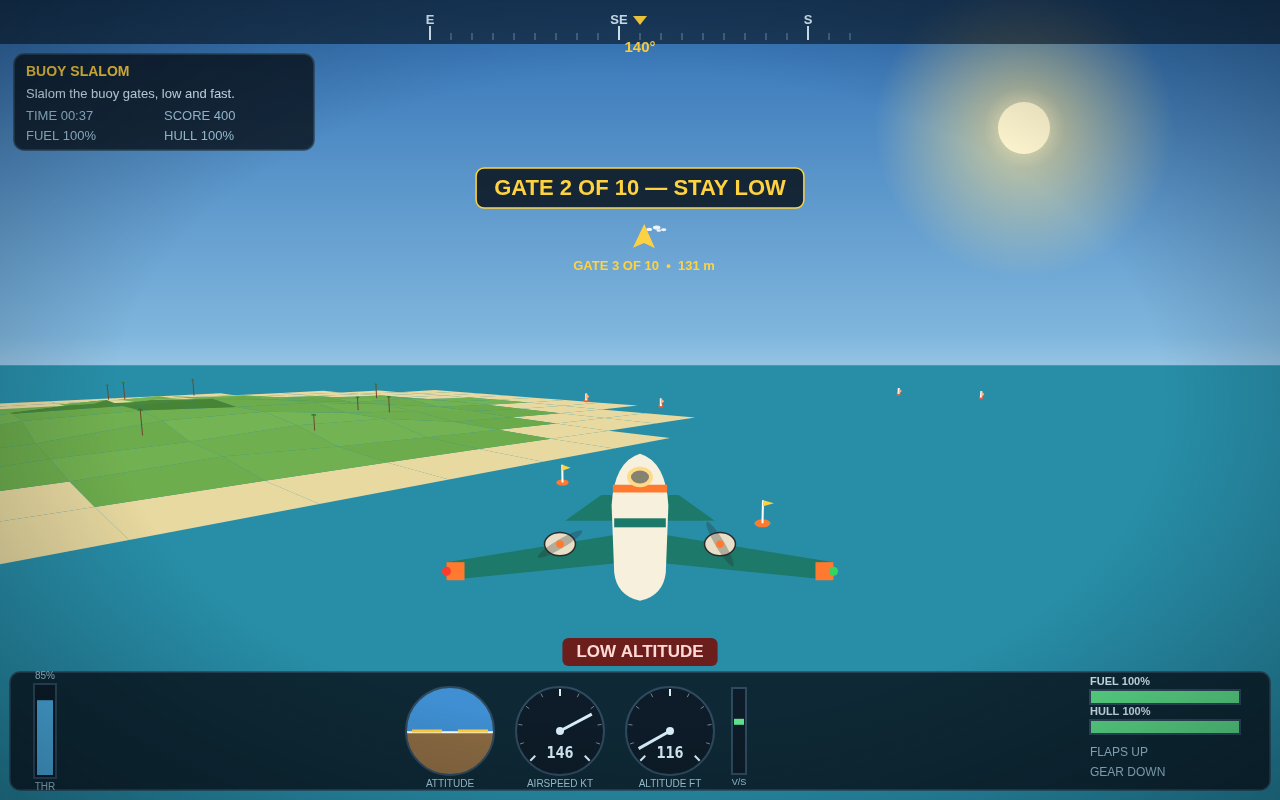 E SE S
140°
BUOY SLALOM
Slalom the buoy gates, low and fast.
TIME 00:37 SCORE 400
FUEL 100% HULL 100%
GATE 2 OF 10 — STAY LOW
GATE 3 OF 10 • 131 m
LOW ALTITUDE
85%
THR
146
116
ATTITUDE
AIRSPEED KT
ALTITUDE FT
V/S
FUEL 100%
HULL 100%
FLAPS UP
GEAR DOWN